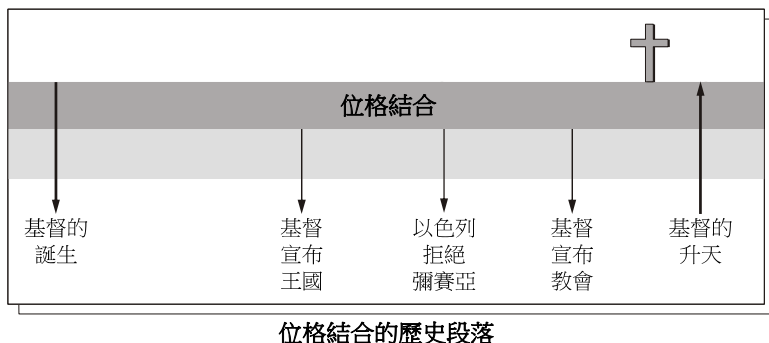 位格結合
基督的
誕生
基督
宣布
王國
以色列
拒絕
彌賽亞
基督
宣布
教會
基督的
升天
位格結合的歷史段落